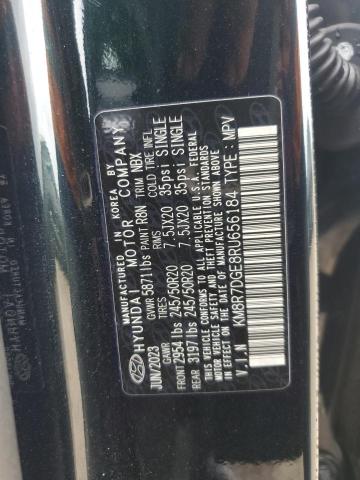 MANUFACTURED IN KOREA BY
HYUNDAI MOTOR COMPANY
JUN/2023 GVWR 5871lbs PAINT R8N TRIM NBX
GAWR TIRES RIMS COLD TIRE INFL.
FRONT 2954 lbs 245/50R20 7.5JX20 35psi SINGLE
REAR 3197 lbs 245/50R20 7.5JX20 35psi SINGLE
THIS VEHICLE CONFORMS TO ALL APPLICABLE U.S.A. FEDERAL
MOTOR VEHICLE SAFETY, BUMPER AND THEFT PREVENTION STANDARDS
IN EFFECT ON THE DATE OF MANUFACTURE SHOWN ABOVE.
V.I.N KM8R7DGE8RU656184 TYPE: MPV